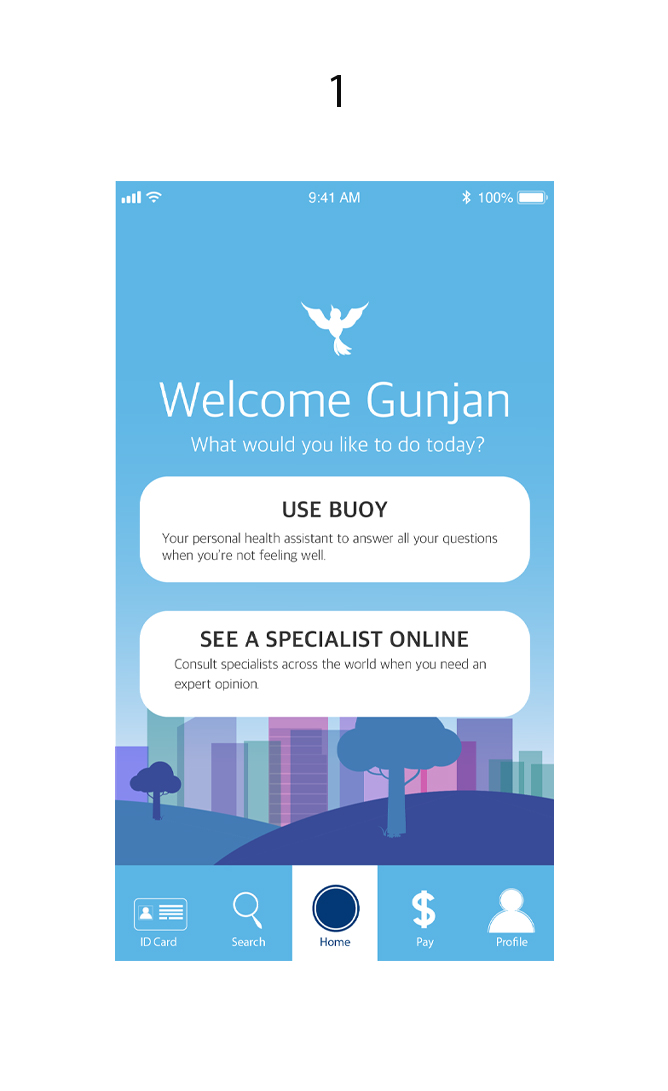 1
9:41 AM 100%
Welcome Gunjan
What would you like to do today?
USE BUOY
Your personal health assistant to answer all your questions
when you're not feeling well.
SEE A SPECIALIST ONLINE
Consult specialists across the world when you need an
expert opinion.
ID Card Search Home Pay Profile